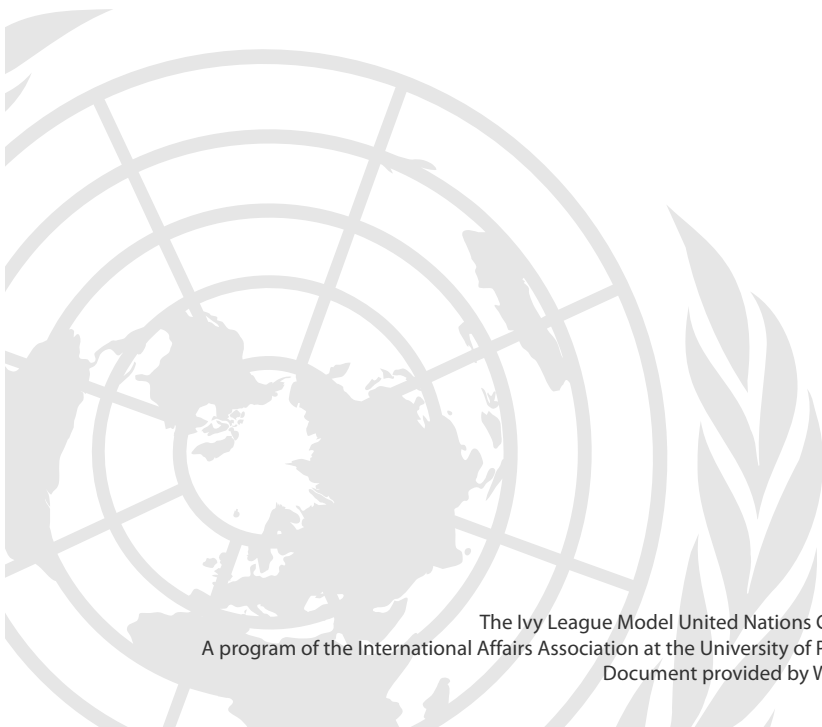 The Ivy League Model United Nations
A program of the International Affairs Association at the University of
Document provided by